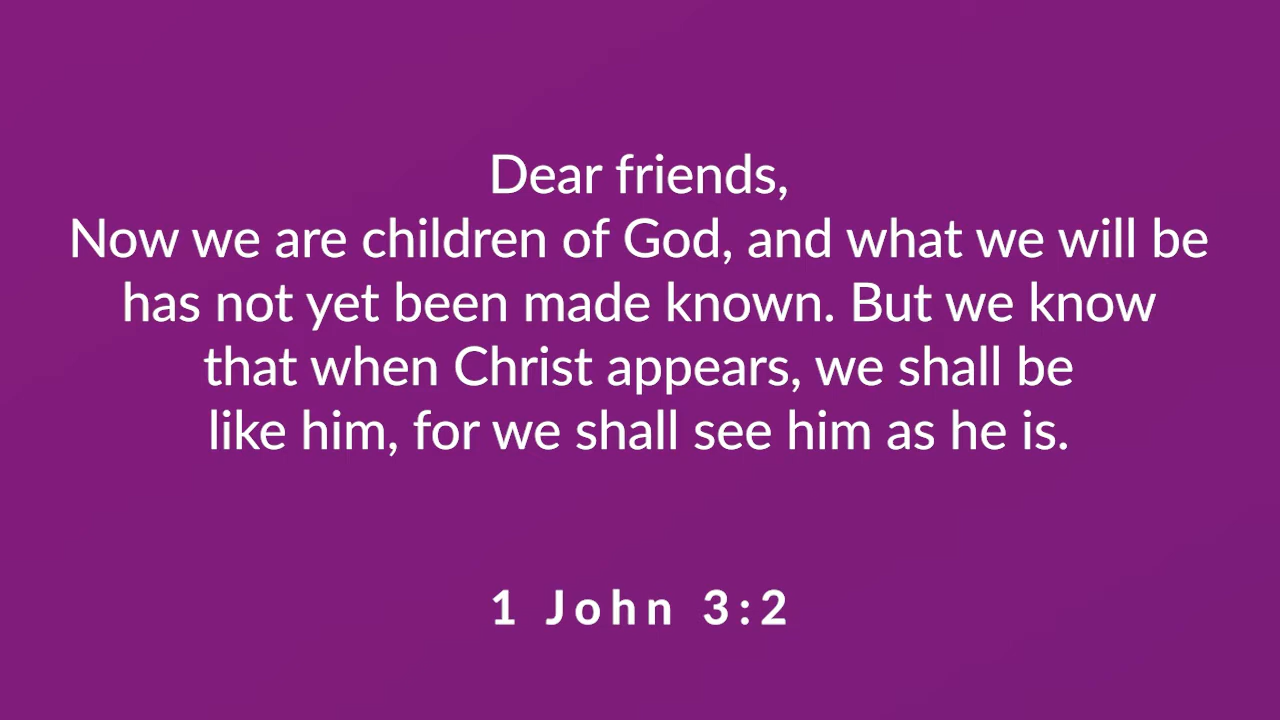 Dear friends,
Now we are children of God, and what we will be
has not yet been made known. But we know
that when Christ appears, we shall be
like him, for we shall see him as he is.
1 John 3:2